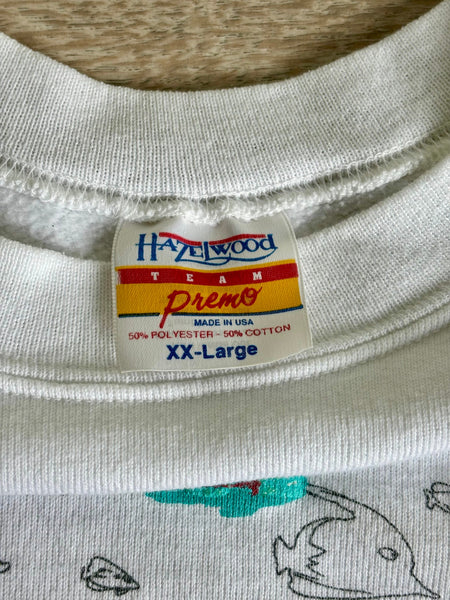 HAZELWOOD
TEAM
Premo
MADE IN USA
50% POLYESTER - 50% COTTON
XX-Large